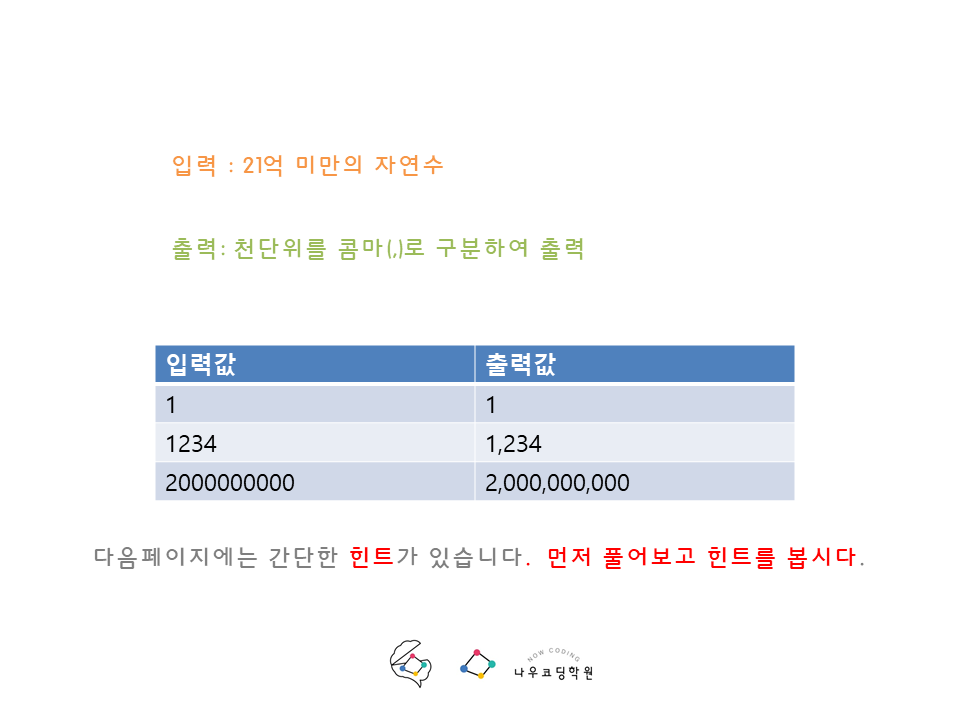 입력 : 21억 미만의 자연수
출력: 천단위를 콤마(,)로 구분하여 출력
입력값 출력값
1 1
1234 1,234
2000000000 2,000,000,000
다음페이지에는 간단한 힌트가 있습니다. 먼저 풀어보고 힌트를 봅시다.
NOW CODING
나우코딩학원